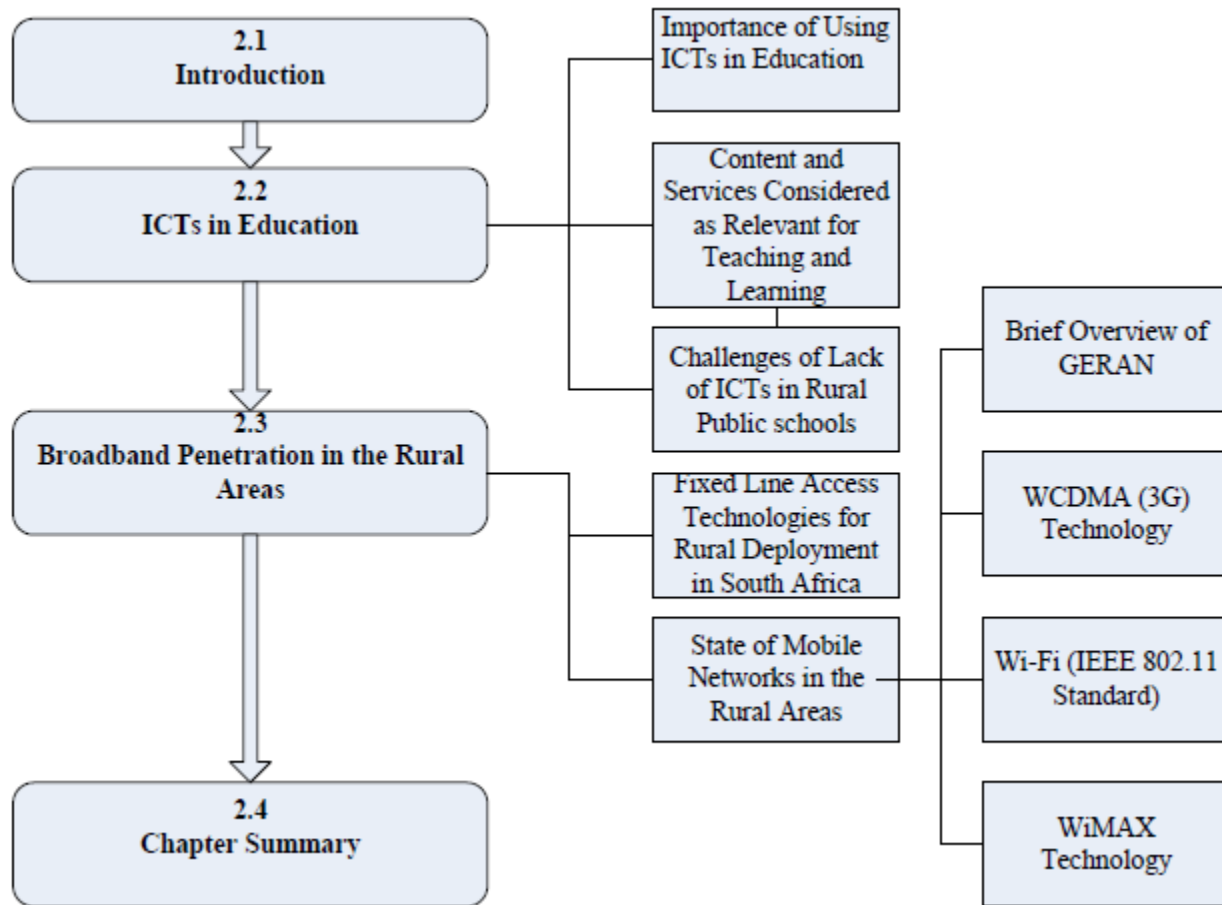 2.1
Introduction
2.2
ICTs in Education
2.3
Broadband Penetration in the Rural
Areas
2.4
Chapter Summary
Importance of Using
ICTs in Education
Content and
Services Considered
as Relevant for
Teaching and
Learning
Challenges of Lack
of ICTs in Rural
Public schools
Fixed Line Access
Technologies for
Rural Deployment
in South Africa
State of Mobile
Networks in the
Rural Areas
Brief Overview of
GERAN
WCDMA (3G)
Technology
Wi-Fi (IEEE 802.11
Standard)
WiMAX
Technology